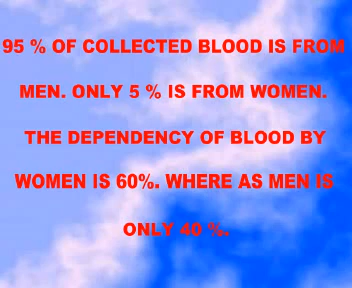 95 % OF COLLECTED BLOOD IS FROM
MEN. ONLY 5 % IS FROM WOMEN.
THE DEPENDENCY OF BLOOD BY
WOMEN IS 60%. WHERE AS MEN IS
ONLY 40 %.